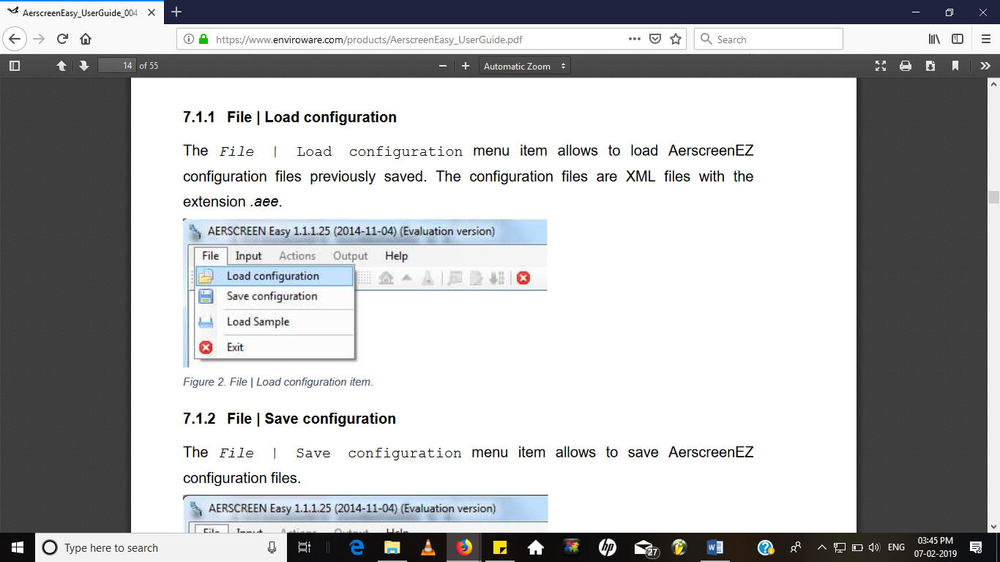 AerscreenEasy_UserGuide_004
https://www.enviroware.com/products/AerscreenEasy_UserGuide.pdf
Search
14 of 55
Automatic Zoom
7.1.1 File | Load configuration
The File | Load configuration menu item allows to load AerscreenEZ
configuration files previously saved. The configuration files are XML files with the
extension .aee.
AERSCREEN Easy 1.1.1.25 (2014-11-04) (Evaluation version)
File Input Actions Output Help
Load configuration
Save configuration
Load Sample
Exit
Figure 2. File | Load configuration item.
7.1.2 File | Save configuration
The File | Save configuration menu item allows to save AerscreenEZ
configuration files.
AERSCREEN Easy 1.1.1.25 (2014-11-04) (Evaluation version)
File Input Actions Output Help
Type here to search
27
ENG
03:45 PM
07-02-2019